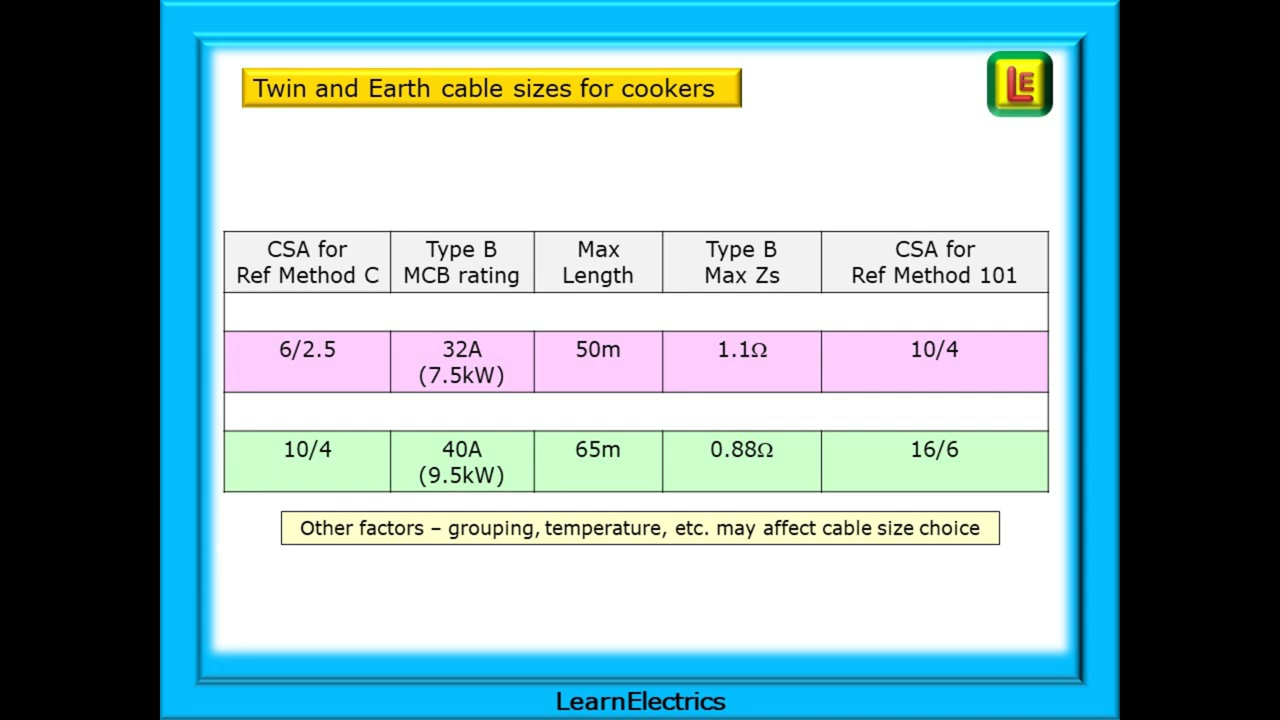 Twin and Earth cable sizes for cookers
LE
CSA for Ref Method C
Type B MCB rating
Max Length
Type B Max Zs
CSA for Ref Method 101
6/2.5
32A (7.5kW)
50m
1.1Ω
10/4
10/4
40A (9.5kW)
65m
0.88Ω
16/6
Other factors – grouping, temperature, etc. may affect cable size choice
LearnElectrics